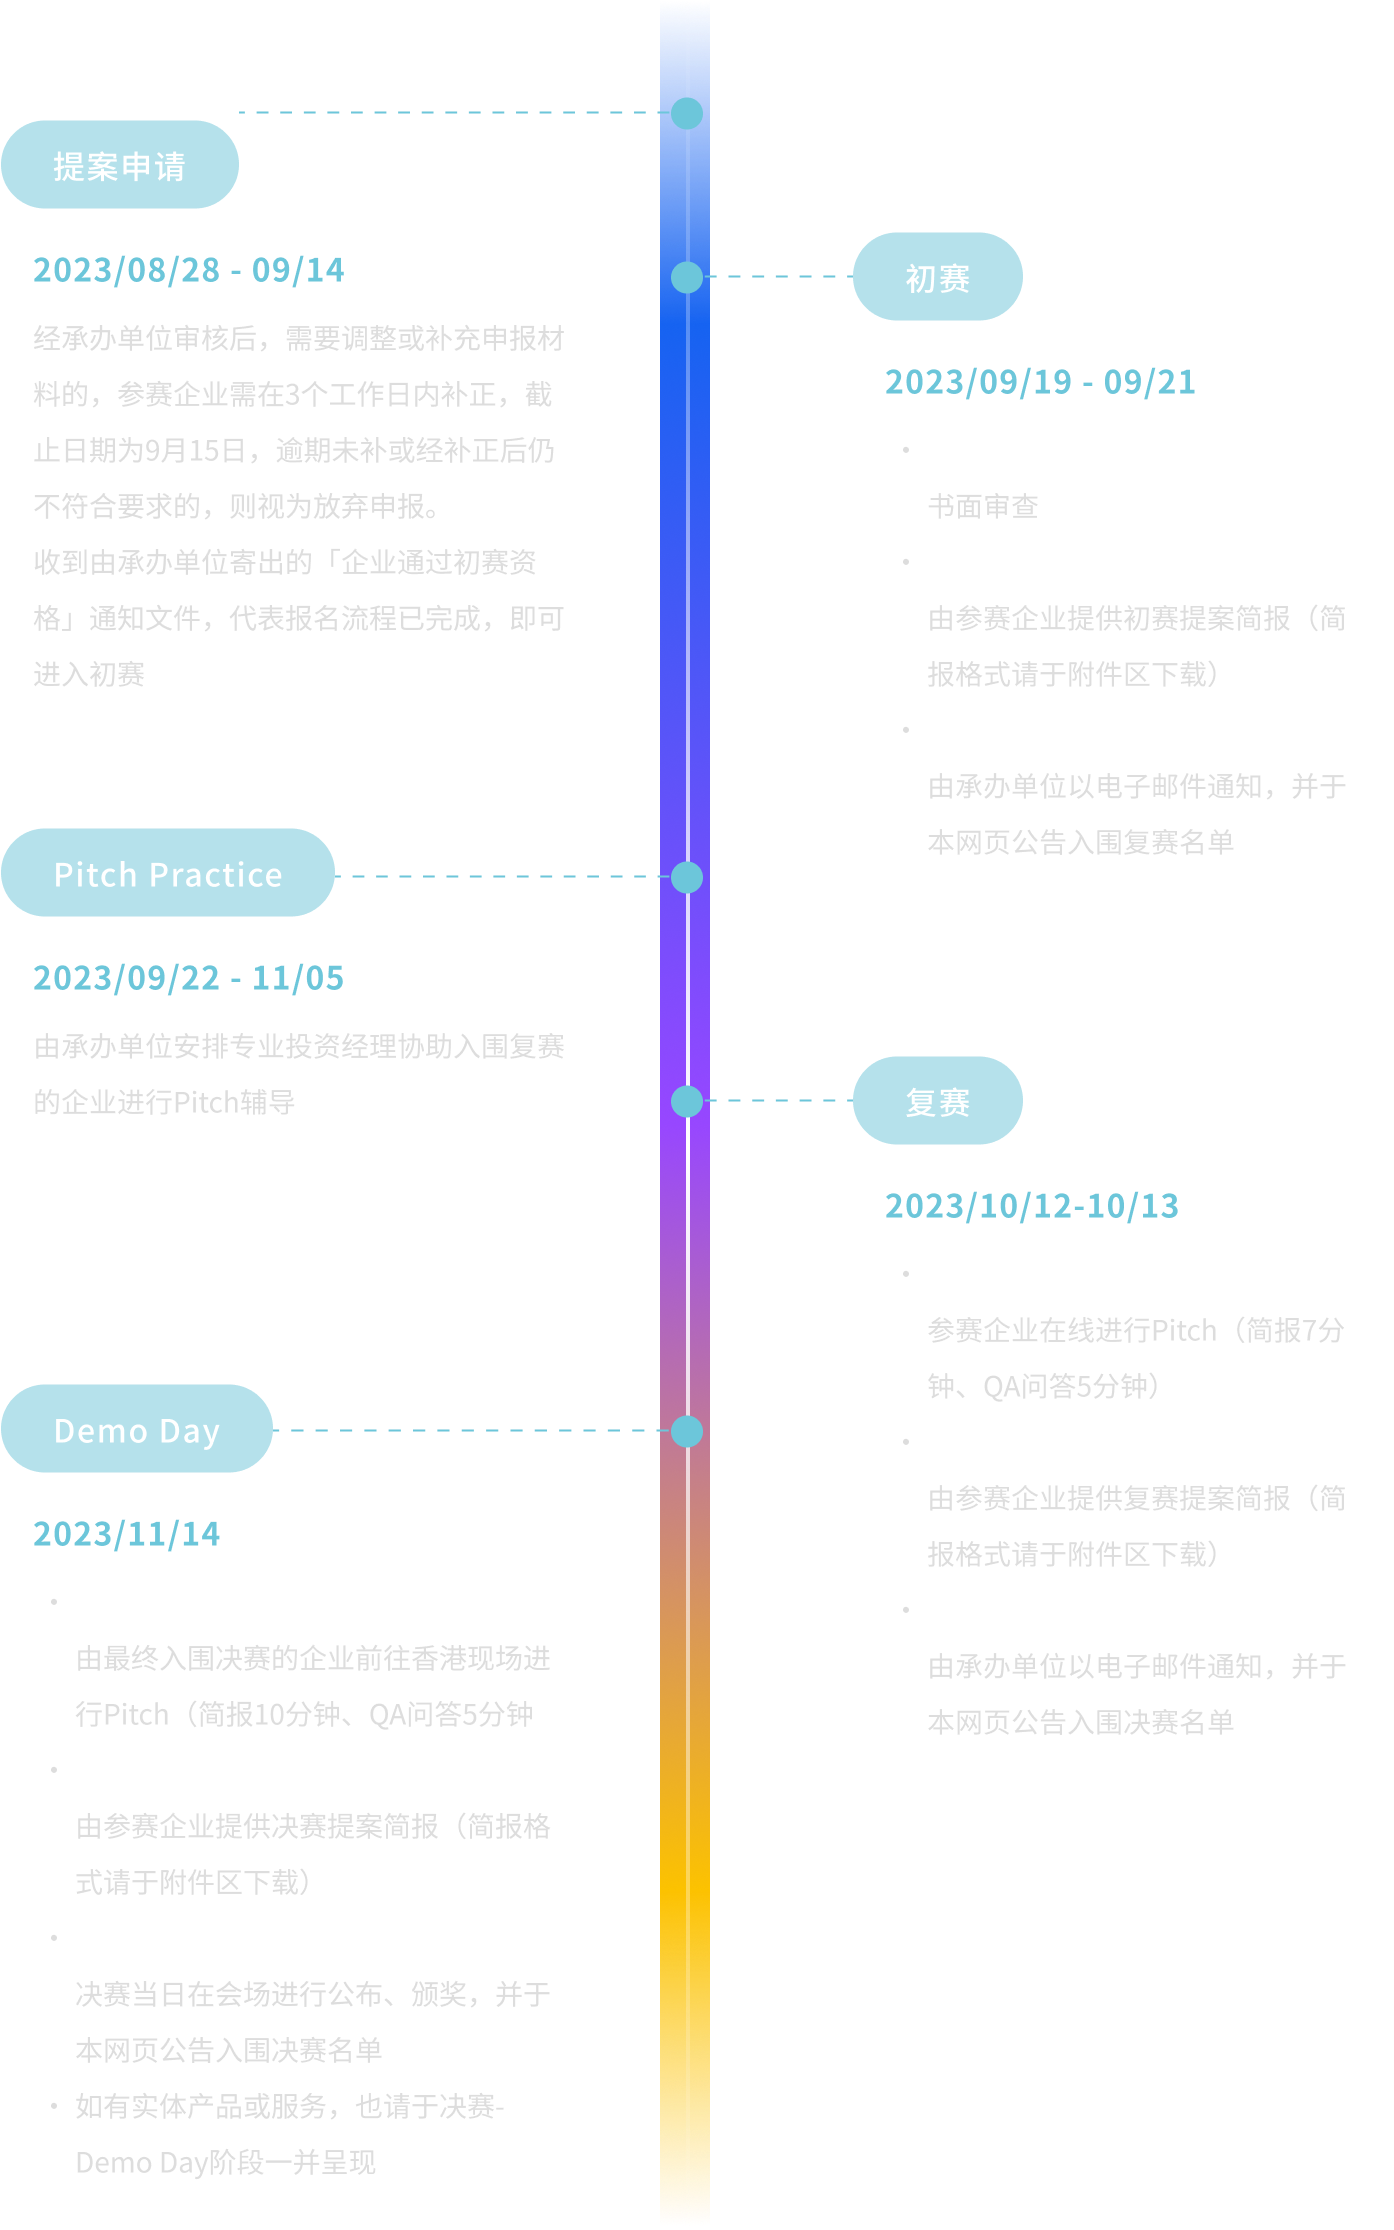 提案申请
2023/08/28 - 09/14
经承办单位审核后，需要调整或补充申报材
料的，参赛企业需在3个工作日内补正，截
止日期为9月15日，逾期未补或经补正后仍
不符合要求的，则视为放弃申报。
收到由承办单位寄出的「企业通过初赛资
格」通知文件，代表报名流程已完成，即可
进入初赛
初赛
2023/09/19 - 09/21
书面审查
由参赛企业提供初赛提案简报（简
报格式请于附件区下载）
由承办单位以电子邮件通知，并于
本网页公告入围复赛名单
Pitch Practice
2023/09/22 - 11/05
由承办单位安排专业投资经理协助入围复赛
的企业进行Pitch辅导
复赛
2023/10/12-10/13
参赛企业在线进行Pitch（简报7分
钟、QA问答5分钟）
由参赛企业提供复赛提案简报（简
报格式请于附件区下载）
由承办单位以电子邮件通知，并于
本网页公告入围决赛名单
Demo Day
2023/11/14
由最终入围决赛的企业前往香港现场进
行Pitch（简报10分钟、QA问答5分钟
由参赛企业提供决赛提案简报（简报格
式请于附件区下载）
决赛当日在会场进行公布、颁奖，并于
本网页公告入围决赛名单
如有实体产品或服务，也请于决赛-
Demo Day阶段一并呈现